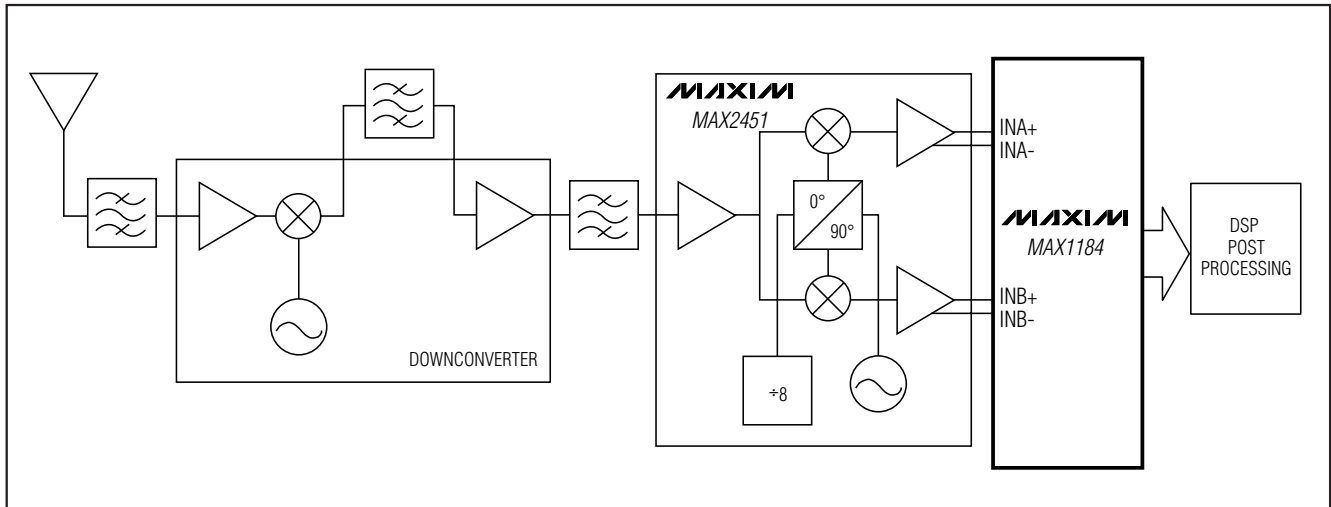 MAXIM
MAX2451
INA+
INA-
0°
90°
MAXIM
MAX1184
DSP
POST
PROCESSING
INB+
INB-
DOWNCONVERTER
÷8